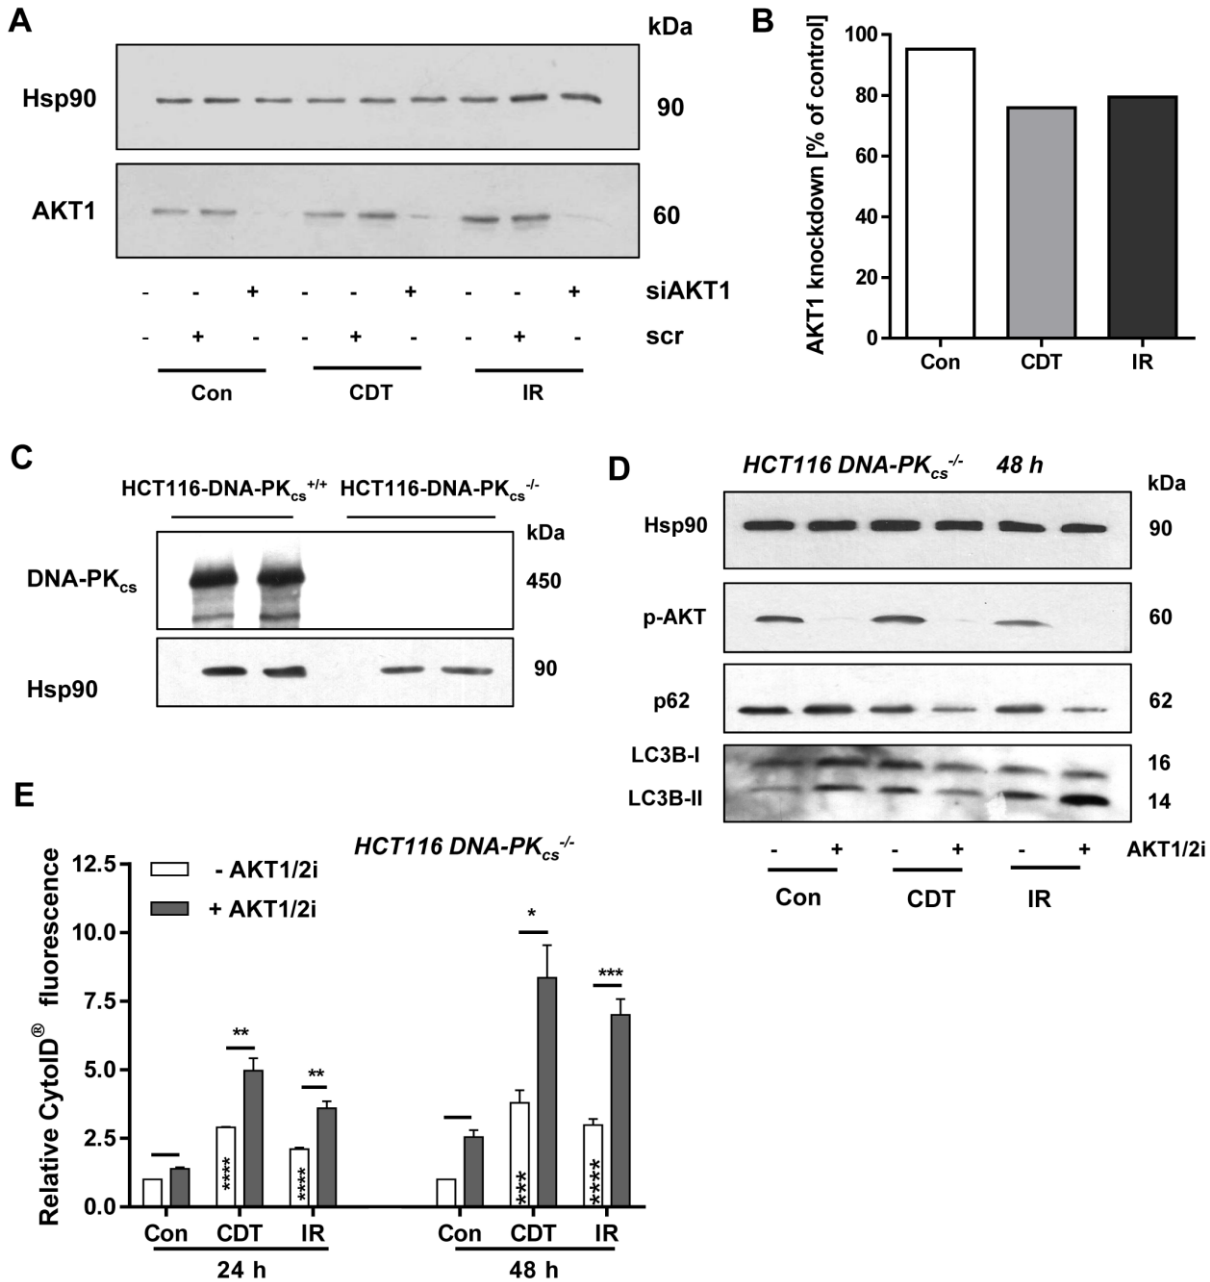 A
kDa
Hsp90
90
AKT1
60
- - + - - + - - + siAKT1
- + - - + - - + - scr
Con CDT IR
B
AKT1 knockdown [% of control]
100
80
60
40
20
0
Con CDT IR
C
HCT116-DNA-PKcs+/+ HCT116-DNA-PKcs-/-
kDa
DNA-PKcs
450
Hsp90
90
D
HCT116 DNA-PKcs-/- 48 h
kDa
Hsp90
90
p-AKT
60
p62
62
LC3B-I
16
LC3B-II
14
- + - + - + AKT1/2i
Con CDT IR
E
HCT116 DNA-PKcs-/-
Relative CytoID® fluorescence
12.5
10.0
7.5
5.0
2.5
0.0
- AKT1/2i
+ AKT1/2i
**
**
*
***
****
****
***
****
Con CDT IR Con CDT IR
24 h 48 h